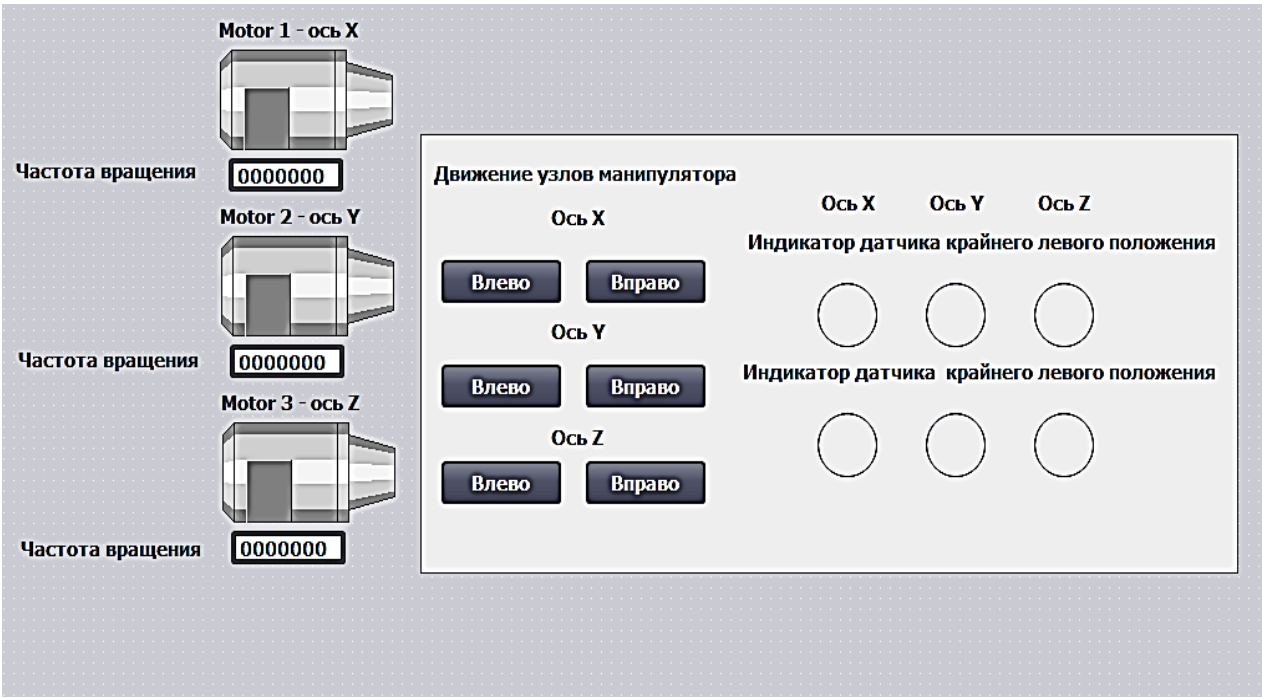 Motor 1 - ось X
Частота вращения
0000000
Motor 2 - ось Y
Частота вращения
0000000
Motor 3 - ось Z
Частота вращения
0000000
Движение узлов манипулятора
Ось X
Влево Вправо
Ось Y
Влево Вправо
Ось Z
Влево Вправо
Ось X Ось Y Ось Z
Индикатор датчика крайнего левого положения
Индикатор датчика крайнего левого положения